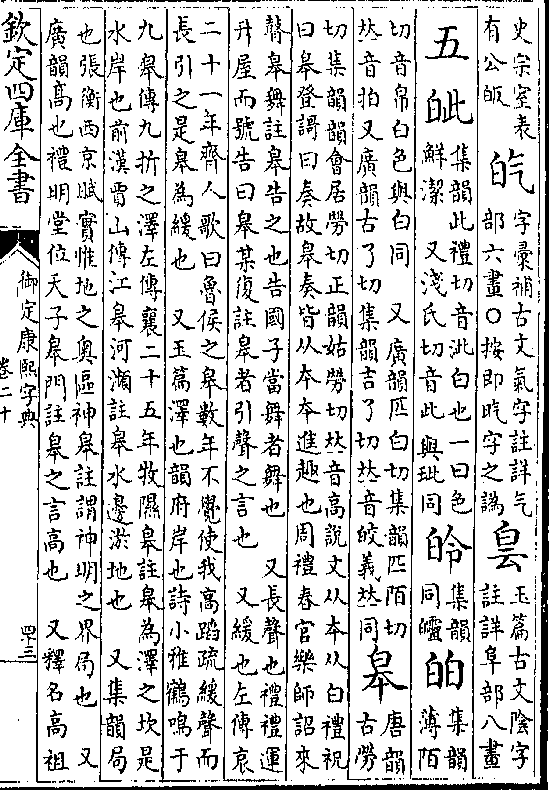 史宗室表
有公皈
字彙補古文氣字註詳气
部六畫〇按即字之譌
玉篇古文陰字
註詳阜部八畫
五
皉
集韻此禮切音泚白也一曰色
鮮潔 又淺氏切音此與玼同
皊
集韻
同
集韻
薄陌
切音帛白色與白同 又廣韻匹白切集韻匹陌切
𠀤音拍又廣韻古了切集韻吉了切𠀤音皎義𠀤同
皋
唐韻
古勞
切集韻韻會居勞切正韻姑勞切𠀤音高說文从夲从白禮祝
曰皋登謌曰奏故皋奏皆从夲夲進趣也周禮春官樂師詔來
瞽皋舞註皋告之也告國子當舞者舞也 又長聲也禮禮運
升屋而號告曰皋某復註皋者引聲之言也 又緩也左傳哀
二十一年齊人歌曰魯侯之皋數年不覺使我高蹈疏緩聲而
長引之是皋為緩也 又玉篇澤也韻府岸也詩小雅鶴鳴于
九皋傳九折之澤左傳襄二十五年牧隰皋註皋為澤之坎是
水岸也前漢賈山傳江皋河瀕註皋水邊淤地也 又集韻局
也張衡西京賦實惟地之奧區神皋註謂神明之界局也 又
廣韻高也禮明堂位天子皋門註皋之言高也 又釋名高祖
欽定四庫全書
御定康熙字典
卷二十
四三